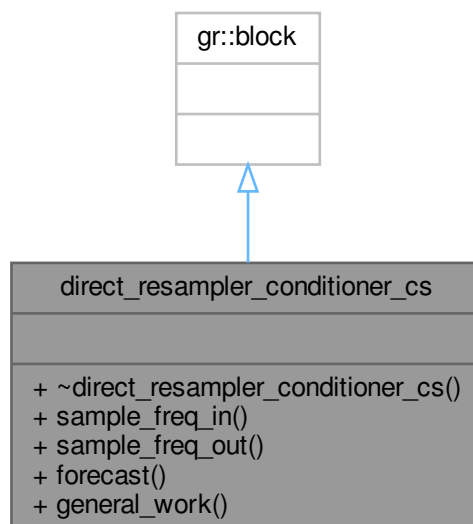 gr::block
direct_resampler_conditioner_cs
+ ~direct_resampler_conditioner_cs()
+ sample_freq_in()
+ sample_freq_out()
+ forecast()
+ general_work()